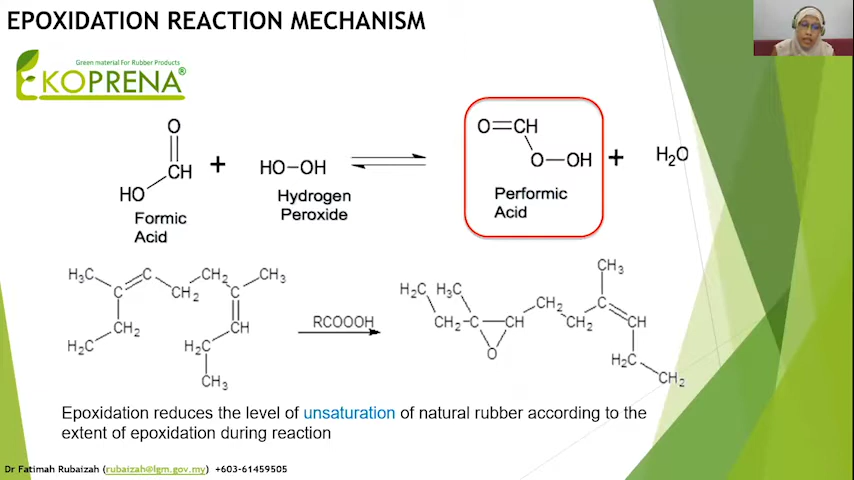 EPOXIDATION REACTION MECHANISM
Green material For Rubber Products
EKOPRENA®
O
CH
HO
Formic
Acid
+
HO-OH
Hydrogen
Peroxide
O=CH
O-OH
Performic
Acid
+
H₂O
H₃C
C
C
CH₂
CH₂
C
CH₃
CH₂
H₂C
CH
H₂C
CH₃
RCOOOH
H₂C
H₃C
CH₂
C
CH
O
CH₂
CH₂
CH₃
C
CH
H₂C
CH₂
Epoxidation reduces the level of unsaturation of natural rubber according to the
extent of epoxidation during reaction
Dr Fatimah Rubaizah (rubaizah@lgm.gov.my) +603-61459505